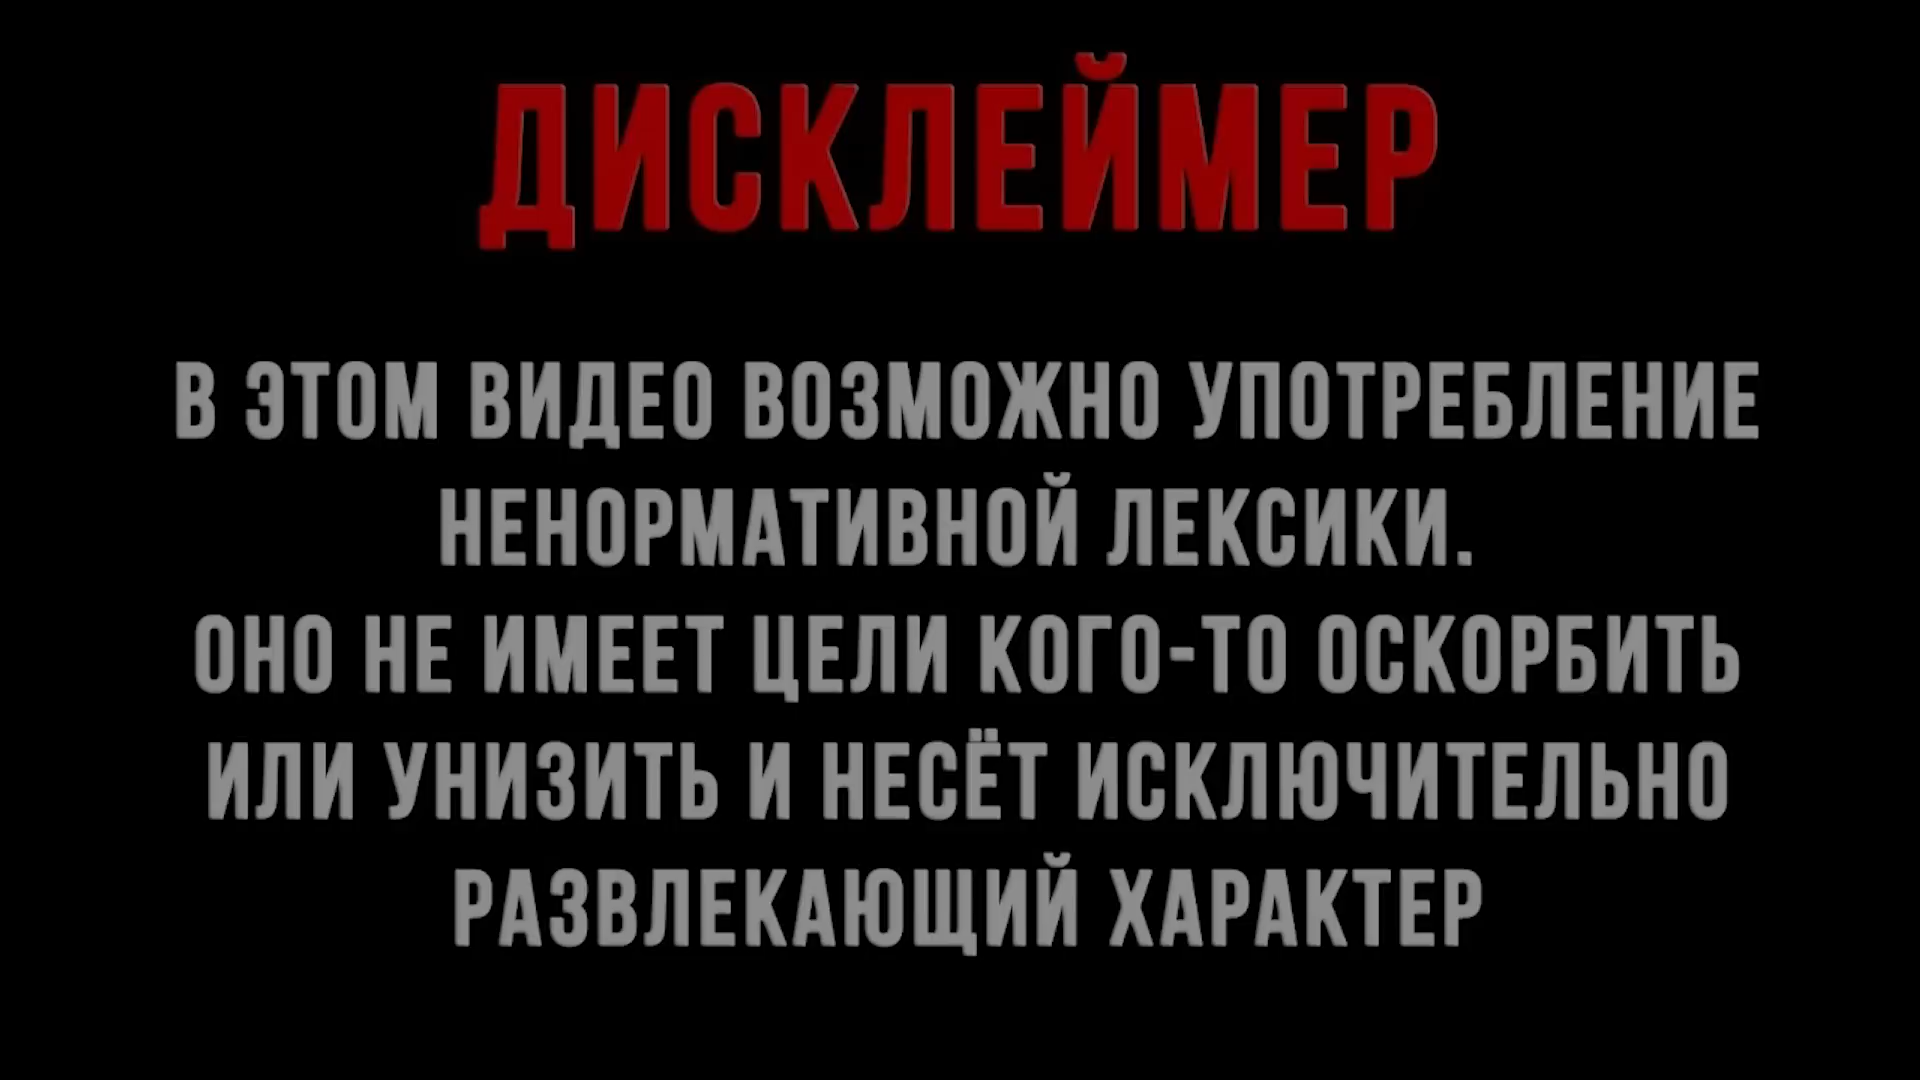 ДИСКЛЕЙМЕР
В ЭТОМ ВИДЕО ВОЗМОЖНО УПОТРЕБЛЕНИЕ
НЕНОРМАТИВНОЙ ЛЕКСИКИ.
ОНО НЕ ИМЕЕТ ЦЕЛИ КОГО-ТО ОСКОРБИТЬ
ИЛИ УНИЗИТЬ И НЕСЁТ ИСКЛЮЧИТЕЛЬНО
РАЗВЛЕКАЮЩИЙ ХАРАКТЕР